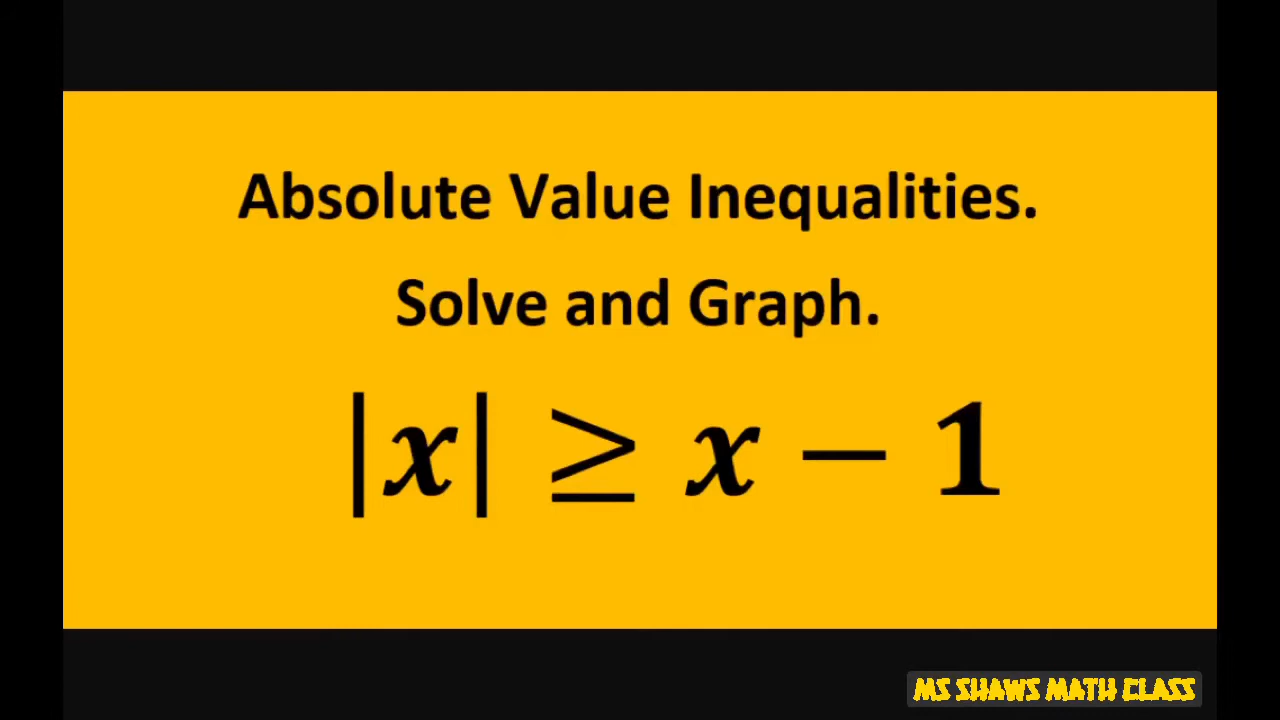 Absolute Value Inequalities.
Solve and Graph.
|x| ≥ x − 1
MS SHAWS MATH CLASS